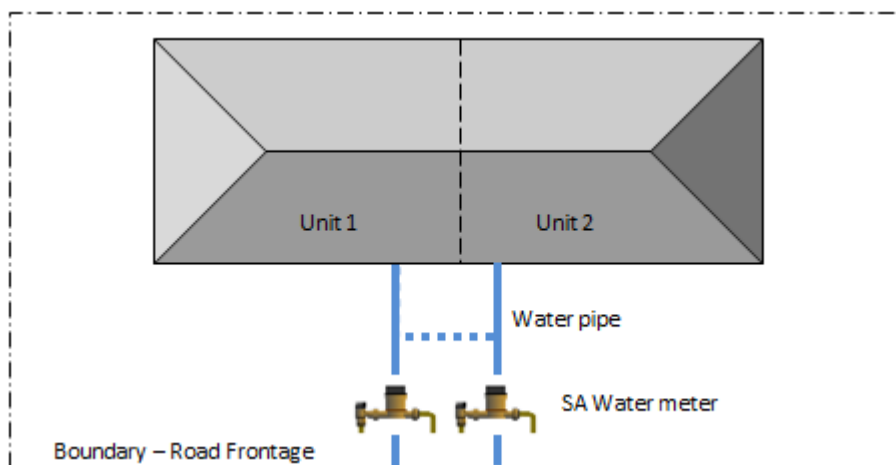 Unit 1
Unit 2
Water pipe
SA Water meter
Boundary – Road Frontage